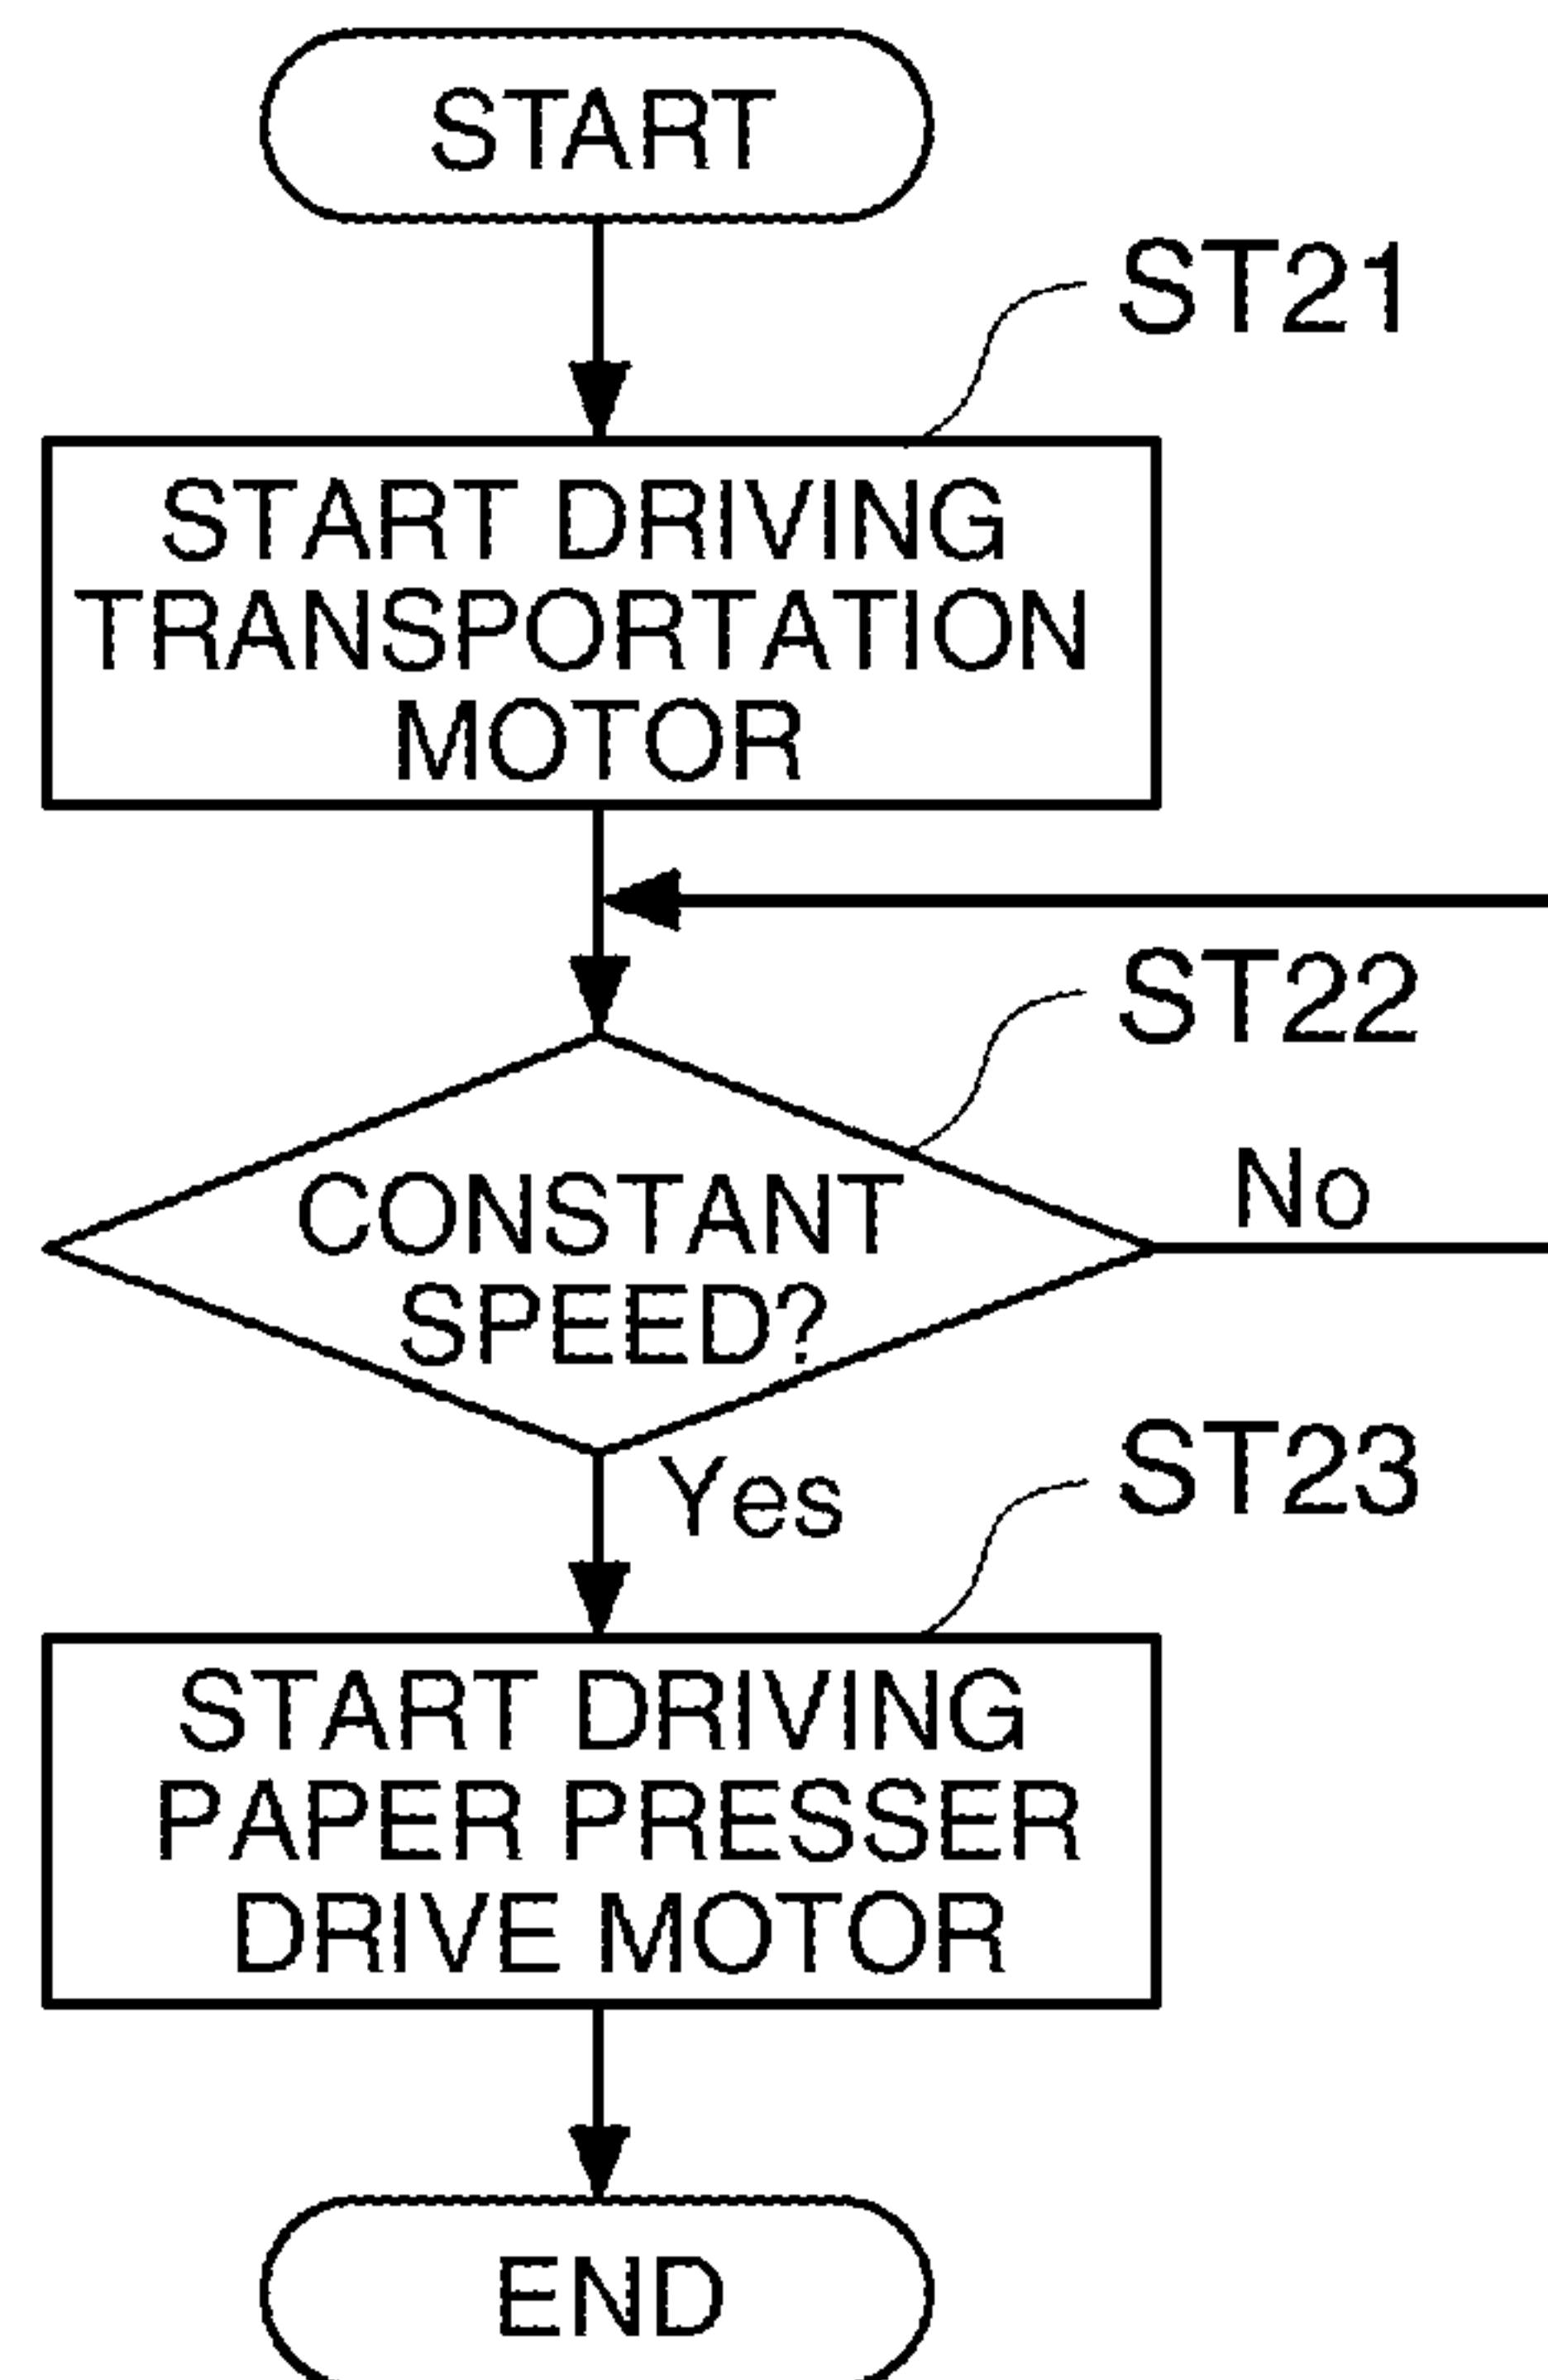 START
ST21
START DRIVING
TRANSPORTATION
MOTOR
ST22
No
CONSTANT
SPEED?
Yes
ST23
START DRIVING
PAPER PRESSER
DRIVE MOTOR
END